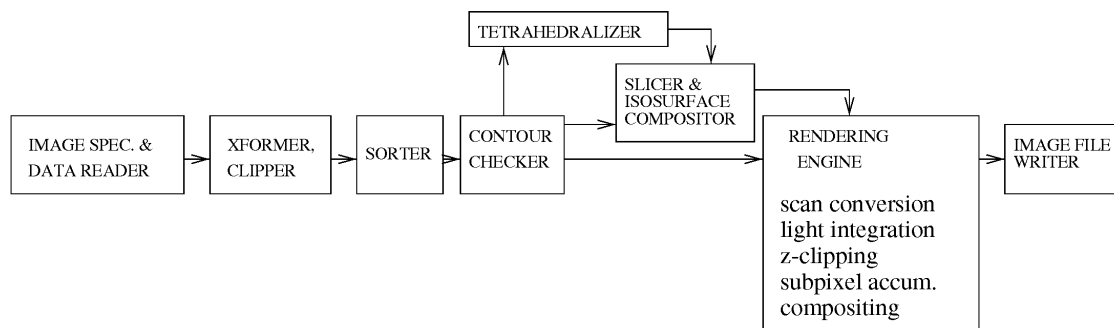 TETRAHEDRALIZER
SLICER &
ISOSURFACE
COMPOSITOR
IMAGE SPEC. &
DATA READER
XFORMER,
CLIPPER
SORTER
CONTOUR
CHECKER
RENDERING
ENGINE
scan conversion
light integration
z-clipping
subpixel accum.
compositing
IMAGE FILE
WRITER